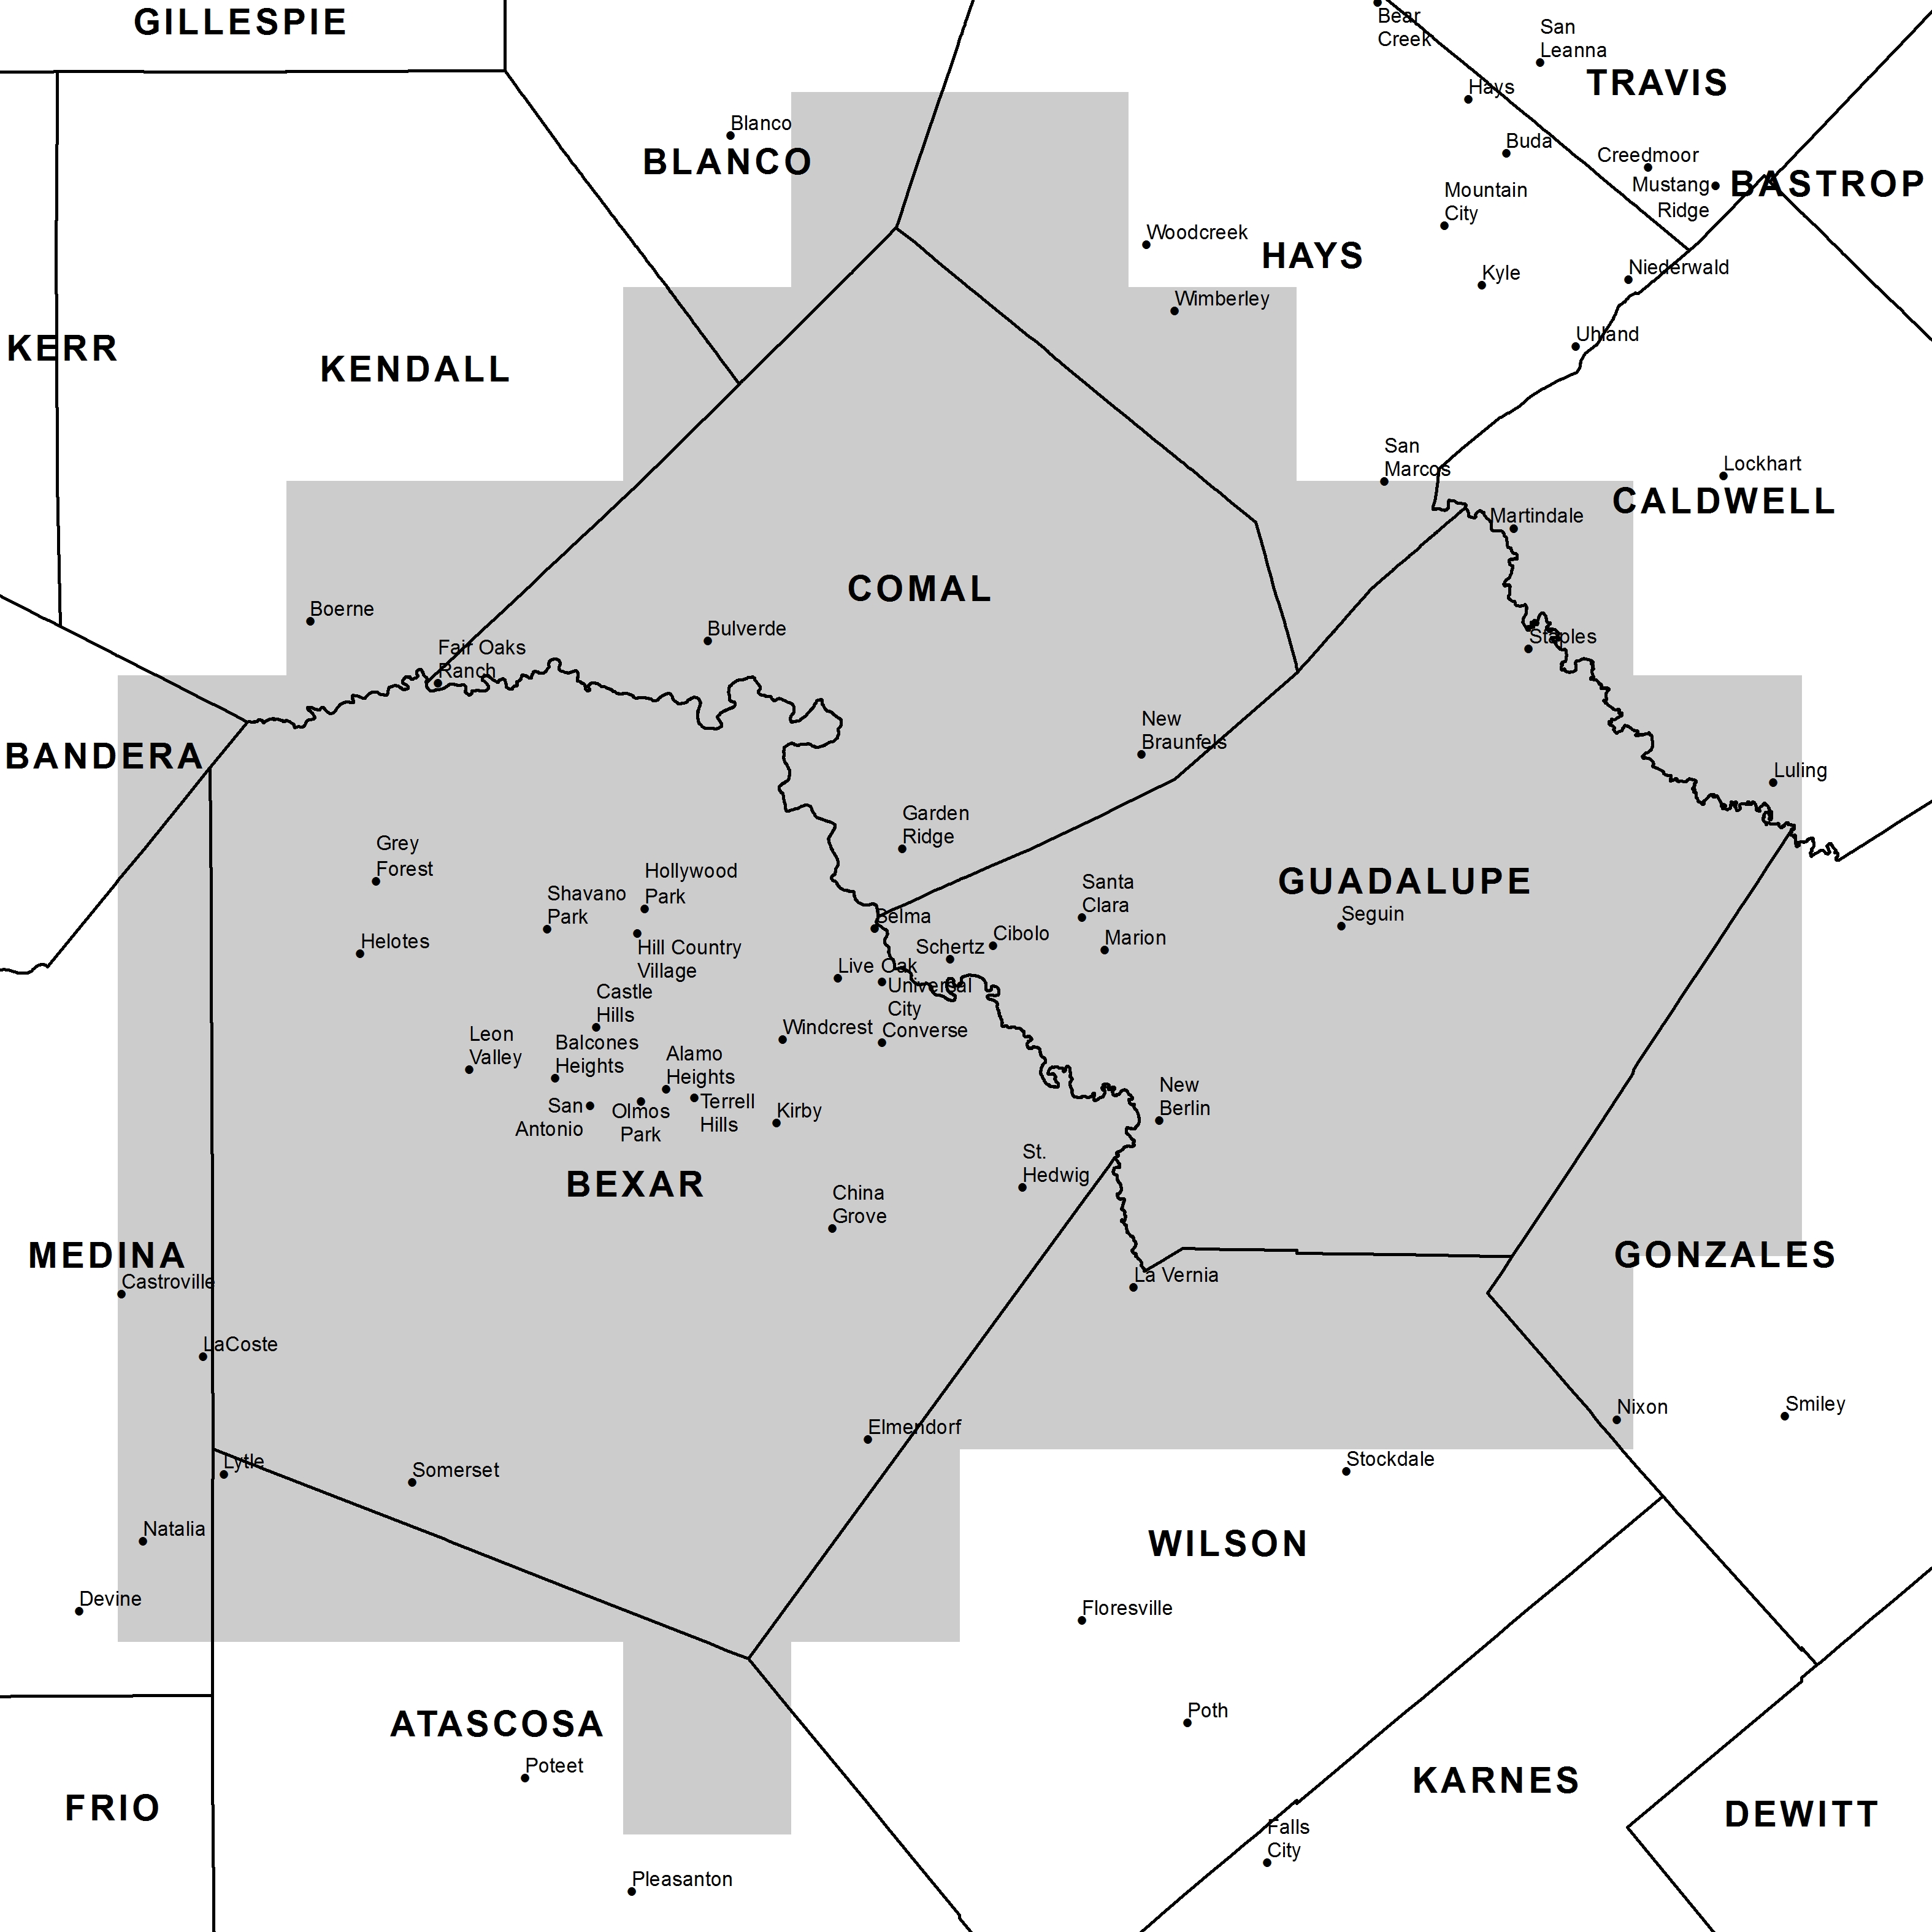 GILLESPIE
Bear
Creek
San
Leanna
TRAVIS
Hays
Blanco
BLANCO
Buda
Creedmoor
Mustang
Ridge
BASTROP
Mountain
City
Woodcreek
HAYS
Kyle
Niederwald
Wimberley
Uhland
KERR
KENDALL
San
Marcos
Lockhart
CALDWELL
Martindale
COMAL
Boerne
Bulverde
Staples
Fair Oaks
Ranch
New
Braunfels
BANDERA
Luling
Garden
Ridge
Grey
Forest
Hollywood
Park
Shavano
Park
Santa
Clara
GUADALUPE
Seguin
Selma
Helotes
Hill Country
Village
Schertz
Cibolo
Marion
Live Oak
Universal
City
Castle
Hills
Windcrest
Converse
Leon
Valley
Balcones
Heights
Alamo
Heights
San
Antonio
Olmos
Park
Terrell
Hills
Kirby
New
Berlin
St.
Hedwig
BEXAR
China
Grove
MEDINA
Castroville
La Vernia
GONZALES
LaCoste
Nixon
Smiley
Elmendorf
Lytle
Somerset
Stockdale
Natalia
WILSON
Devine
Floresville
Poth
ATASCOSA
Poteet
KARNES
FRIO
DEWITT
Falls
City
Pleasanton